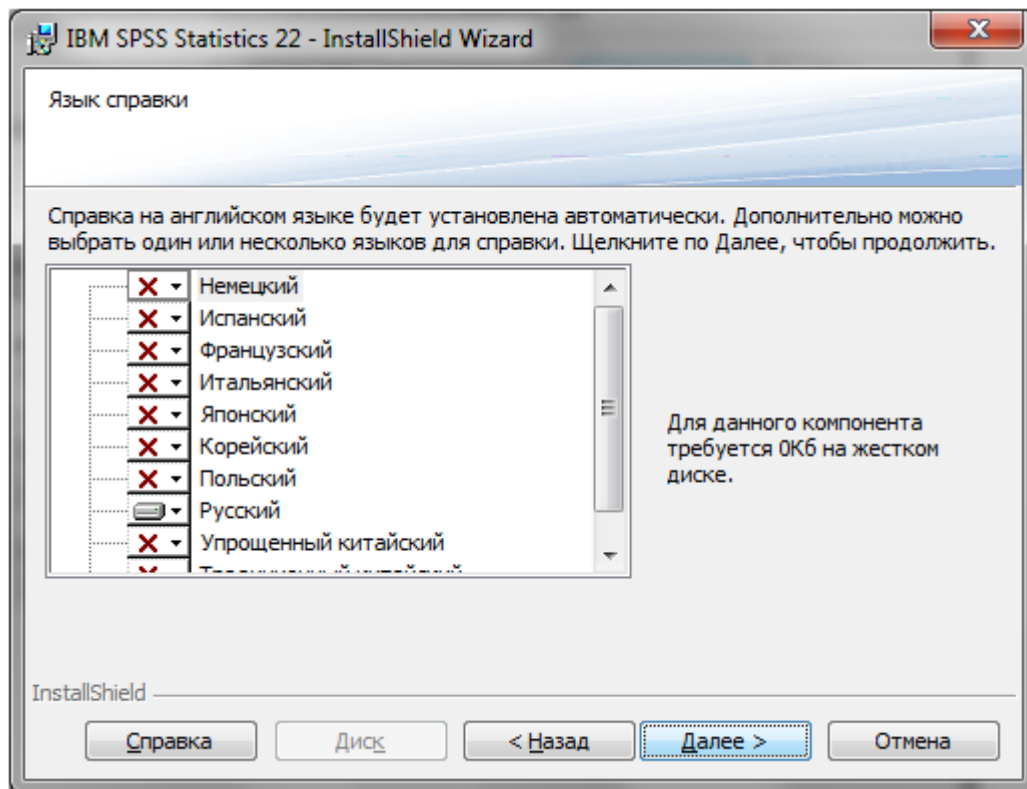 IBM SPSS Statistics 22 - InstallShield Wizard
Язык справки
Справка на английском языке будет установлена автоматически. Дополнительно можно
выбрать один или несколько языков для справки. Щелкните по Далее, чтобы продолжить.
Немецкий
Испанский
Французский
Итальянский
Японский
Корейский
Польский
Русский
Упрощенный китайский
Для данного компонента
требуется 0Кб на жестком
диске.
InstallShield
Справка
Диск
< Назад
Далее >
Отмена